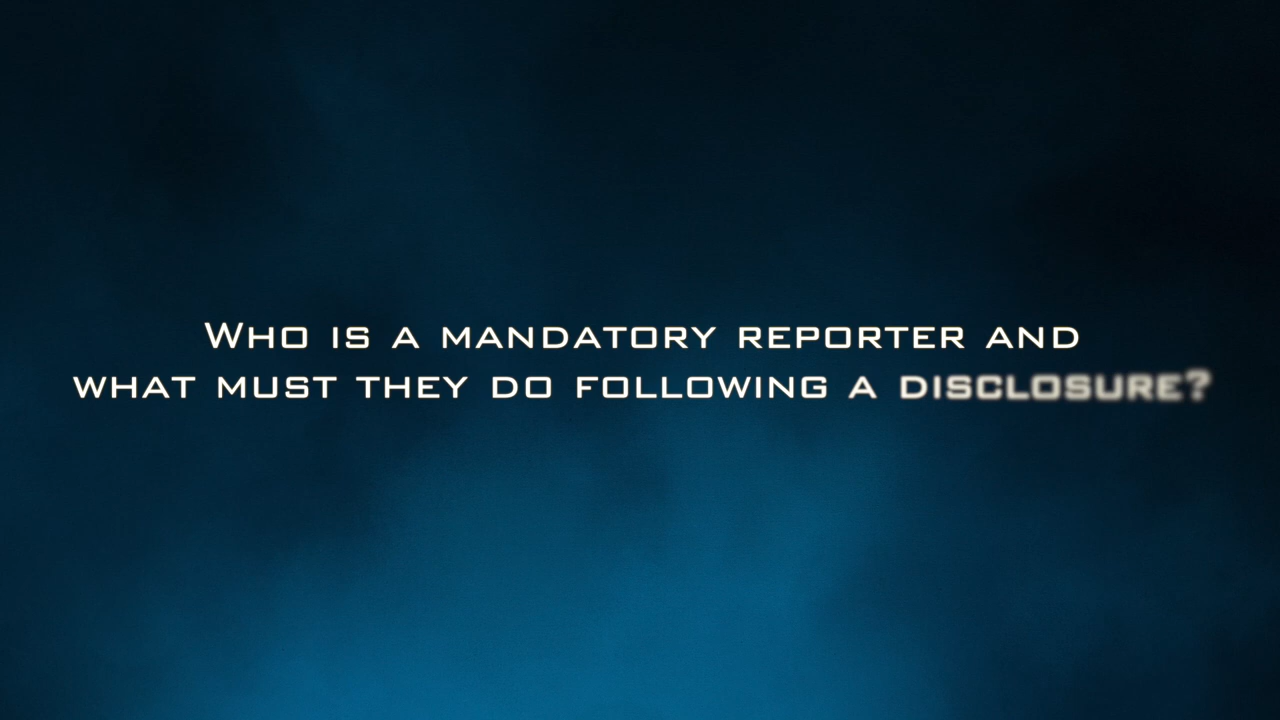 Who is a mandatory reporter and
what must they do following a disclosure?